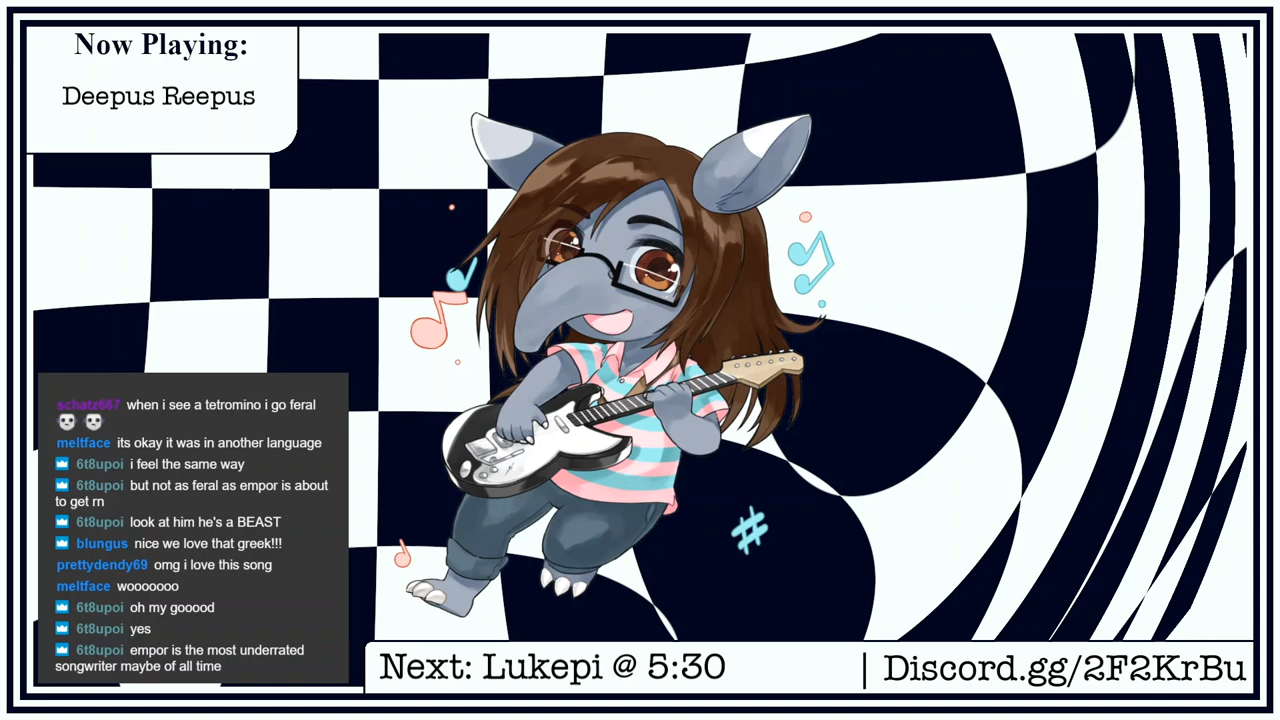 Now Playing:
Deepus Reepus
schatz667 when i see a tetromino i go feral
meltface its okay it was in another language
6t8upoi i feel the same way
6t8upoi but not as feral as empor is about
to get rn
6t8upoi look at him he's a BEAST
blungus nice we love that greek!!!
prettydendy69 omg i love this song
meltface wooooooo
6t8upoi oh my gooood
6t8upoi yes
6t8upoi empor is the most underrated
songwriter maybe of all time
Next: Lukepi @ 5:30 | Discord.gg/2F2KrBu